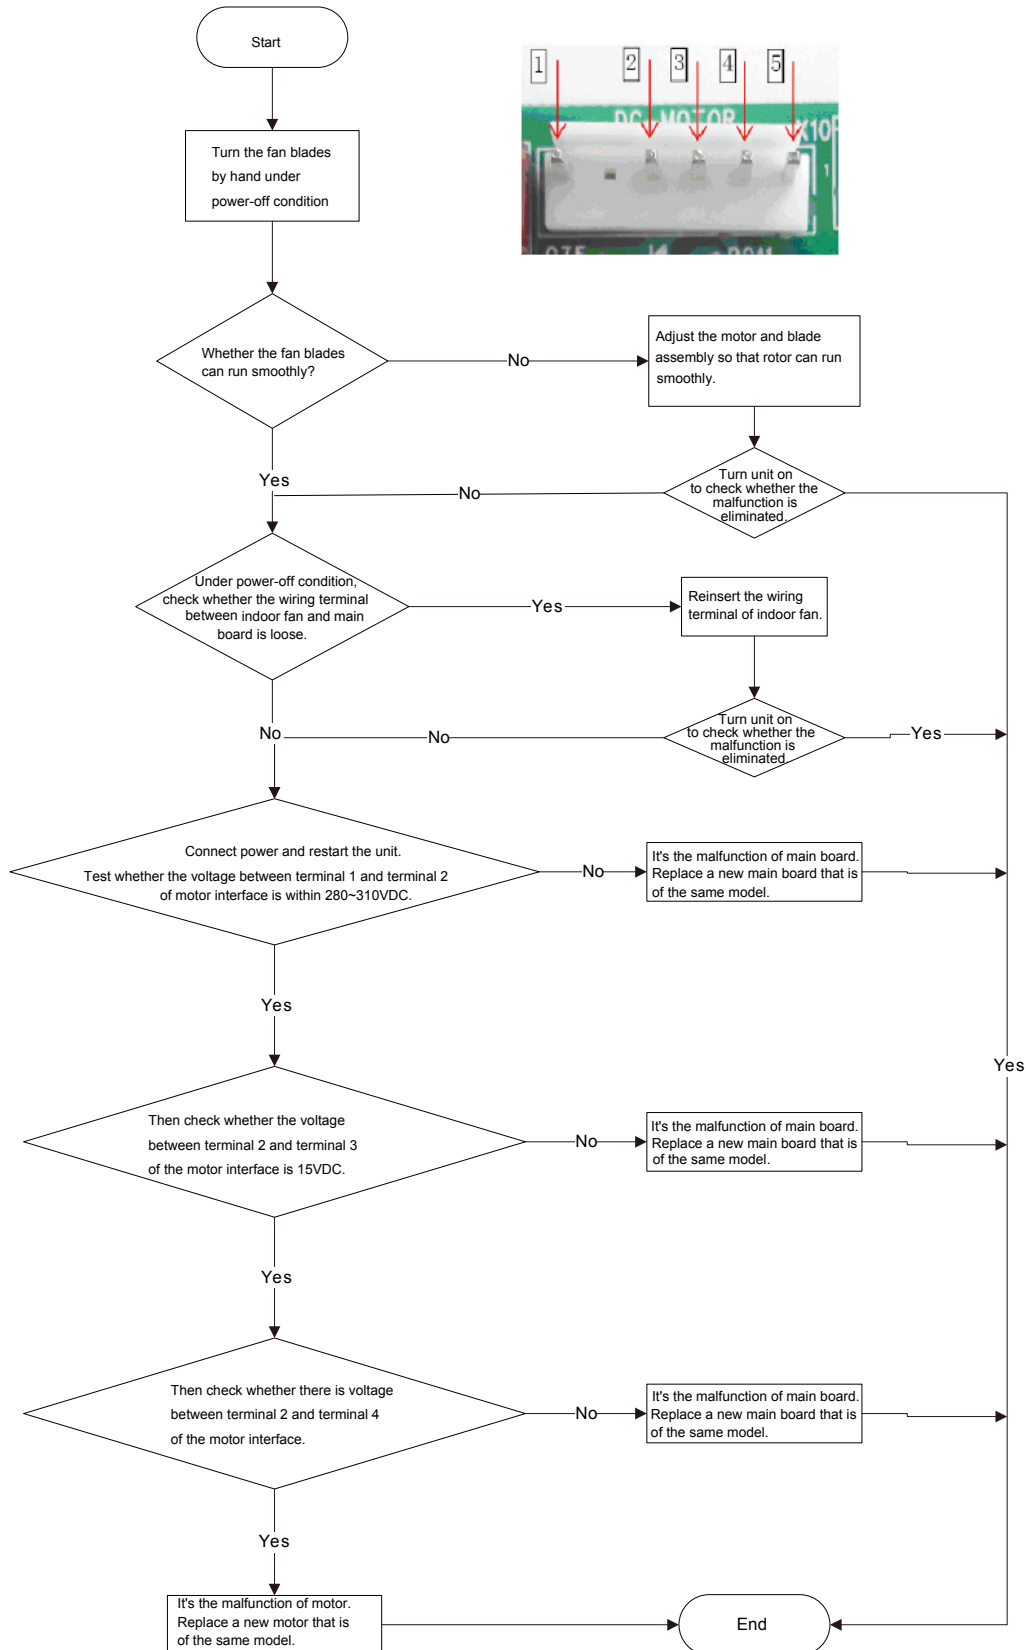 Start
1
2
3
4
5
DC MOTOR
Turn the fan blades
by hand under
power-off condition
Whether the fan blades
can run smoothly?
No
Adjust the motor and blade
assembly so that rotor can run
smoothly.
Yes
No
Turn unit on
to check whether the
malfunction is
eliminated.
Under power-off condition,
check whether the wiring terminal
between indoor fan and main
board is loose.
Yes
Reinsert the wiring
terminal of indoor fan.
No
No
Turn unit on
to check whether the
malfunction is
eliminated.
Yes
Connect power and restart the unit.
Test whether the voltage between terminal 1 and terminal 2
of motor interface is within 280~310VDC.
No
It's the malfunction of main board.
Replace a new main board that is
of the same model.
Yes
Yes
Then check whether the voltage
between terminal 2 and terminal 3
of the motor interface is 15VDC.
No
It's the malfunction of main board.
Replace a new main board that is
of the same model.
Yes
Then check whether there is voltage
between terminal 2 and terminal 4
of the motor interface.
No
It's the malfunction of main board.
Replace a new main board that is
of the same model.
Yes
It's the malfunction of motor.
Replace a new motor that is
of the same model.
End